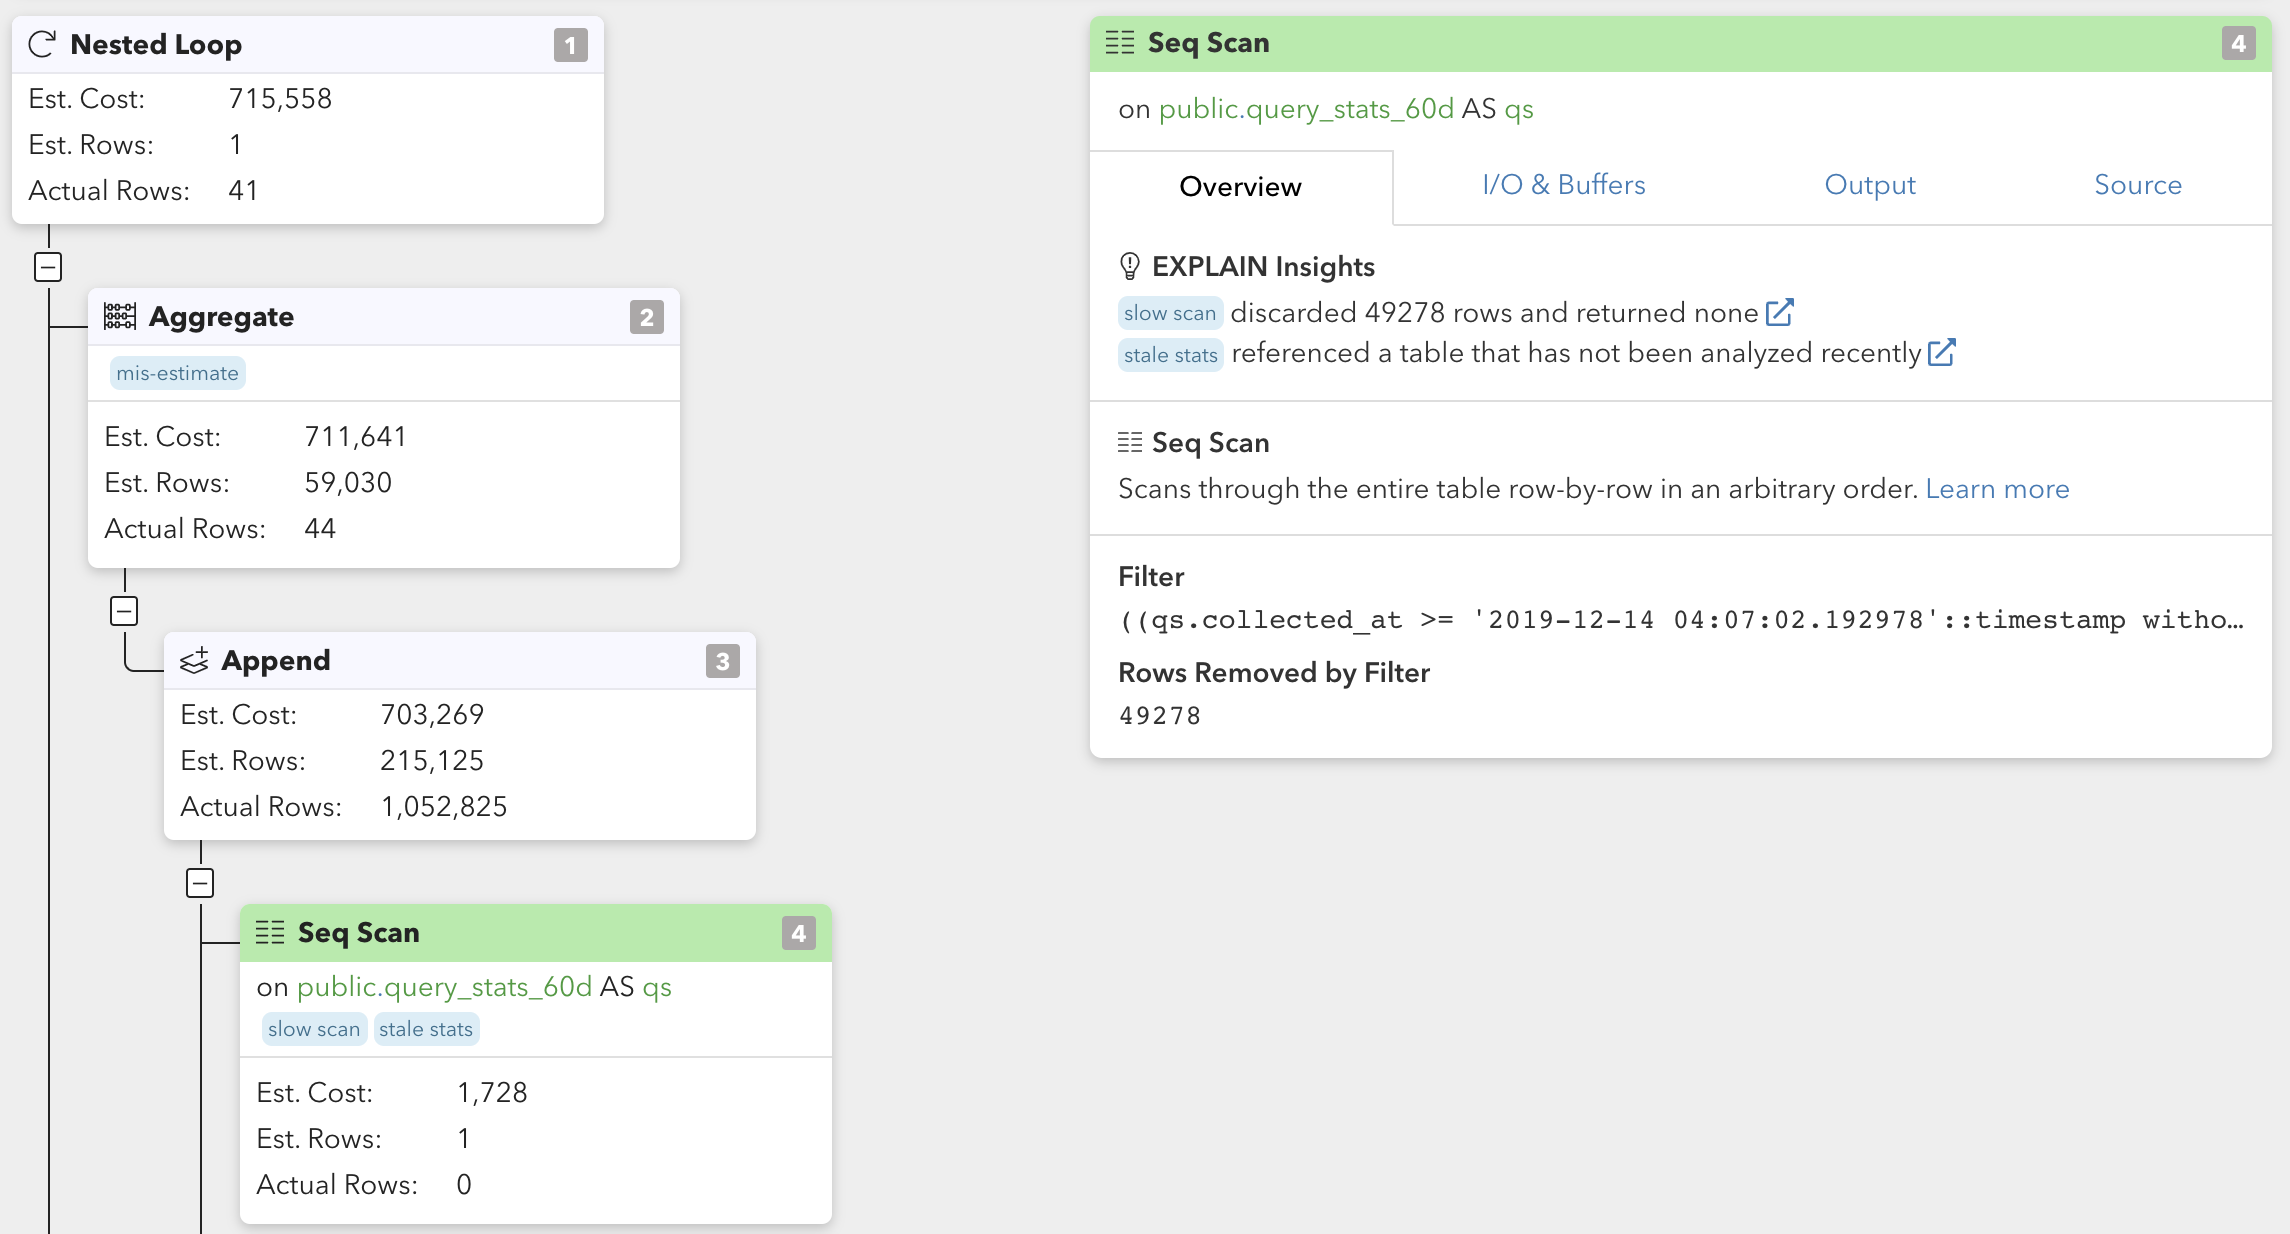 Nested Loop 1
Est. Cost: 715,558
Est. Rows: 1
Actual Rows: 41
Aggregate 2
mis-estimate
Est. Cost: 711,641
Est. Rows: 59,030
Actual Rows: 44
Append 3
Est. Cost: 703,269
Est. Rows: 215,125
Actual Rows: 1,052,825
Seq Scan 4
on public.query_stats_60d AS qs
slow scan stale stats
Est. Cost: 1,728
Est. Rows: 1
Actual Rows: 0
Seq Scan 4
on public.query_stats_60d AS qs
Overview I/O & Buffers Output Source
EXPLAIN Insights
slow scan discarded 49278 rows and returned none
stale stats referenced a table that has not been analyzed recently
Seq Scan
Scans through the entire table row-by-row in an arbitrary order. Learn more
Filter
((qs.collected_at >= '2019-12-14 04:07:02.192978'::timestamp witho…
Rows Removed by Filter
49278